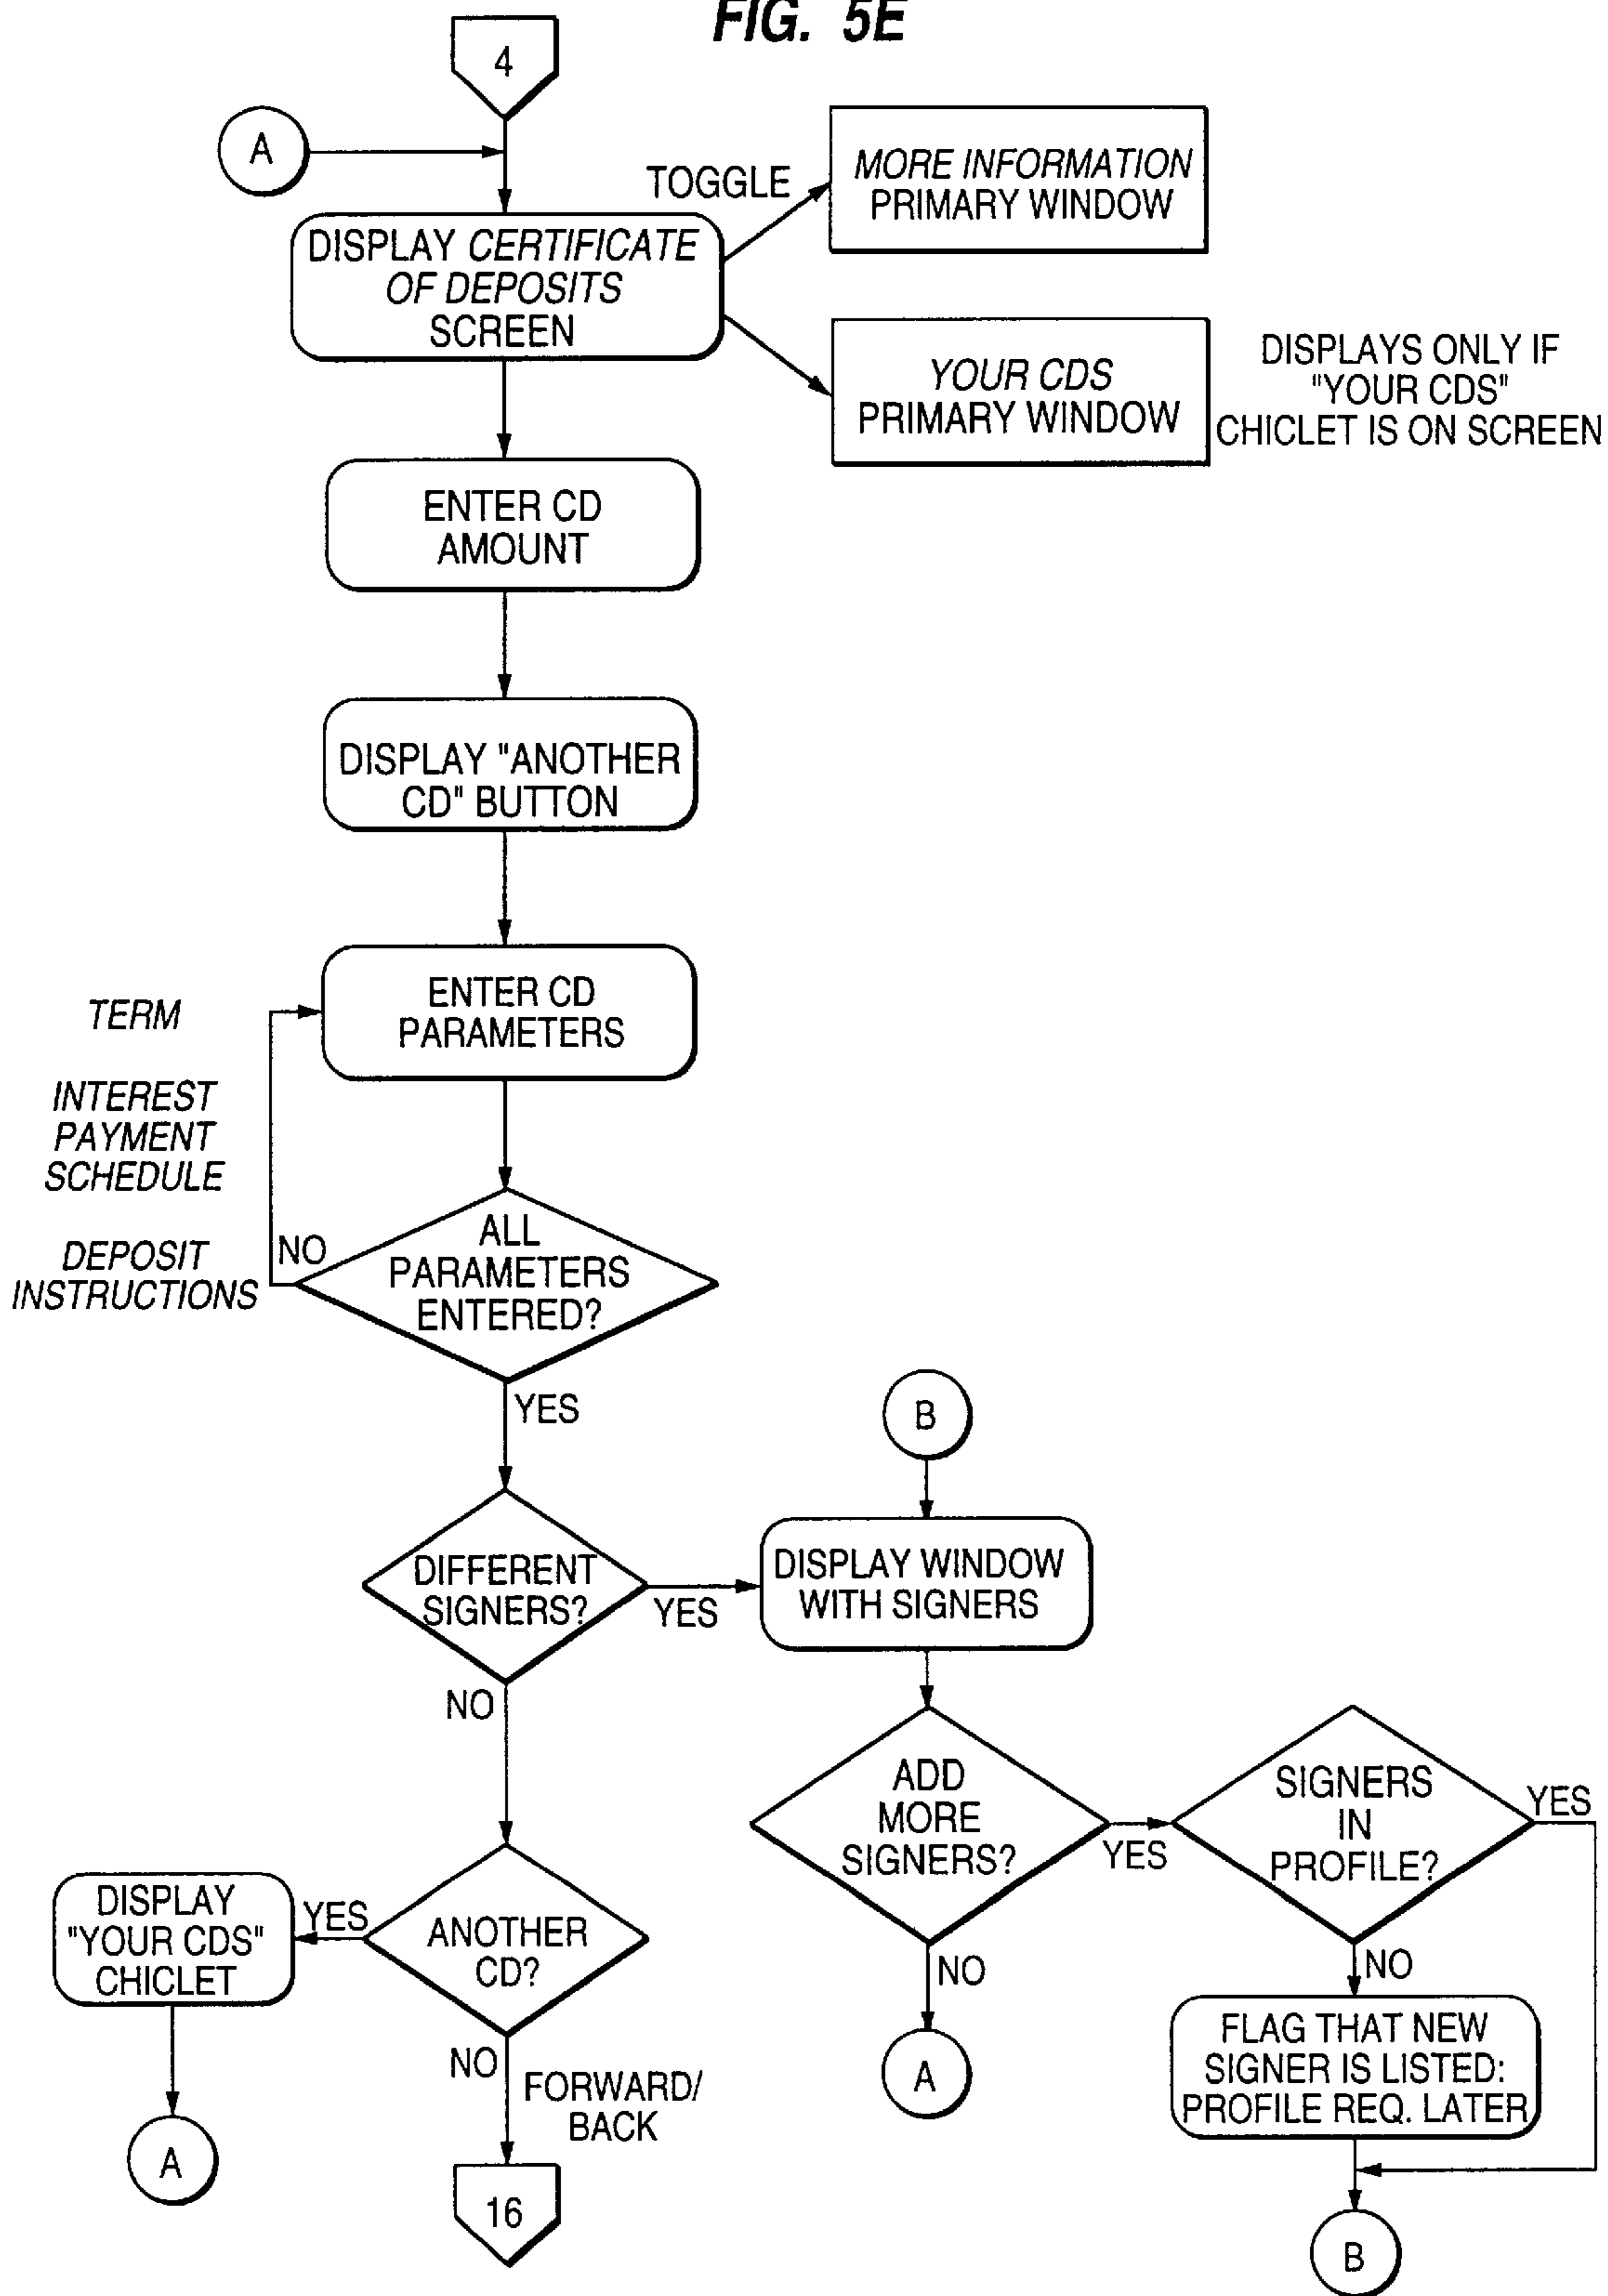 FIG. 5E
4
A
TOGGLE
MORE INFORMATION
PRIMARY WINDOW
DISPLAY CERTIFICATE
OF DEPOSITS
SCREEN
YOUR CDS
PRIMARY WINDOW
DISPLAYS ONLY IF
"YOUR CDS"
CHICLET IS ON SCREEN
ENTER CD
AMOUNT
DISPLAY "ANOTHER
CD" BUTTON
ENTER CD
PARAMETERS
TERM
INTEREST
PAYMENT
SCHEDULE
DEPOSIT
INSTRUCTIONS
NO
ALL
PARAMETERS
ENTERED?
YES
B
DIFFERENT
SIGNERS?
YES
DISPLAY WINDOW
WITH SIGNERS
NO
ADD
MORE
SIGNERS?
YES
SIGNERS
IN
PROFILE?
YES
DISPLAY
"YOUR CDS"
CHICLET
YES
ANOTHER
CD?
NO
NO
FLAG THAT NEW
SIGNER IS LISTED:
PROFILE REQ. LATER
A
NO
FORWARD/
BACK
A
16
B